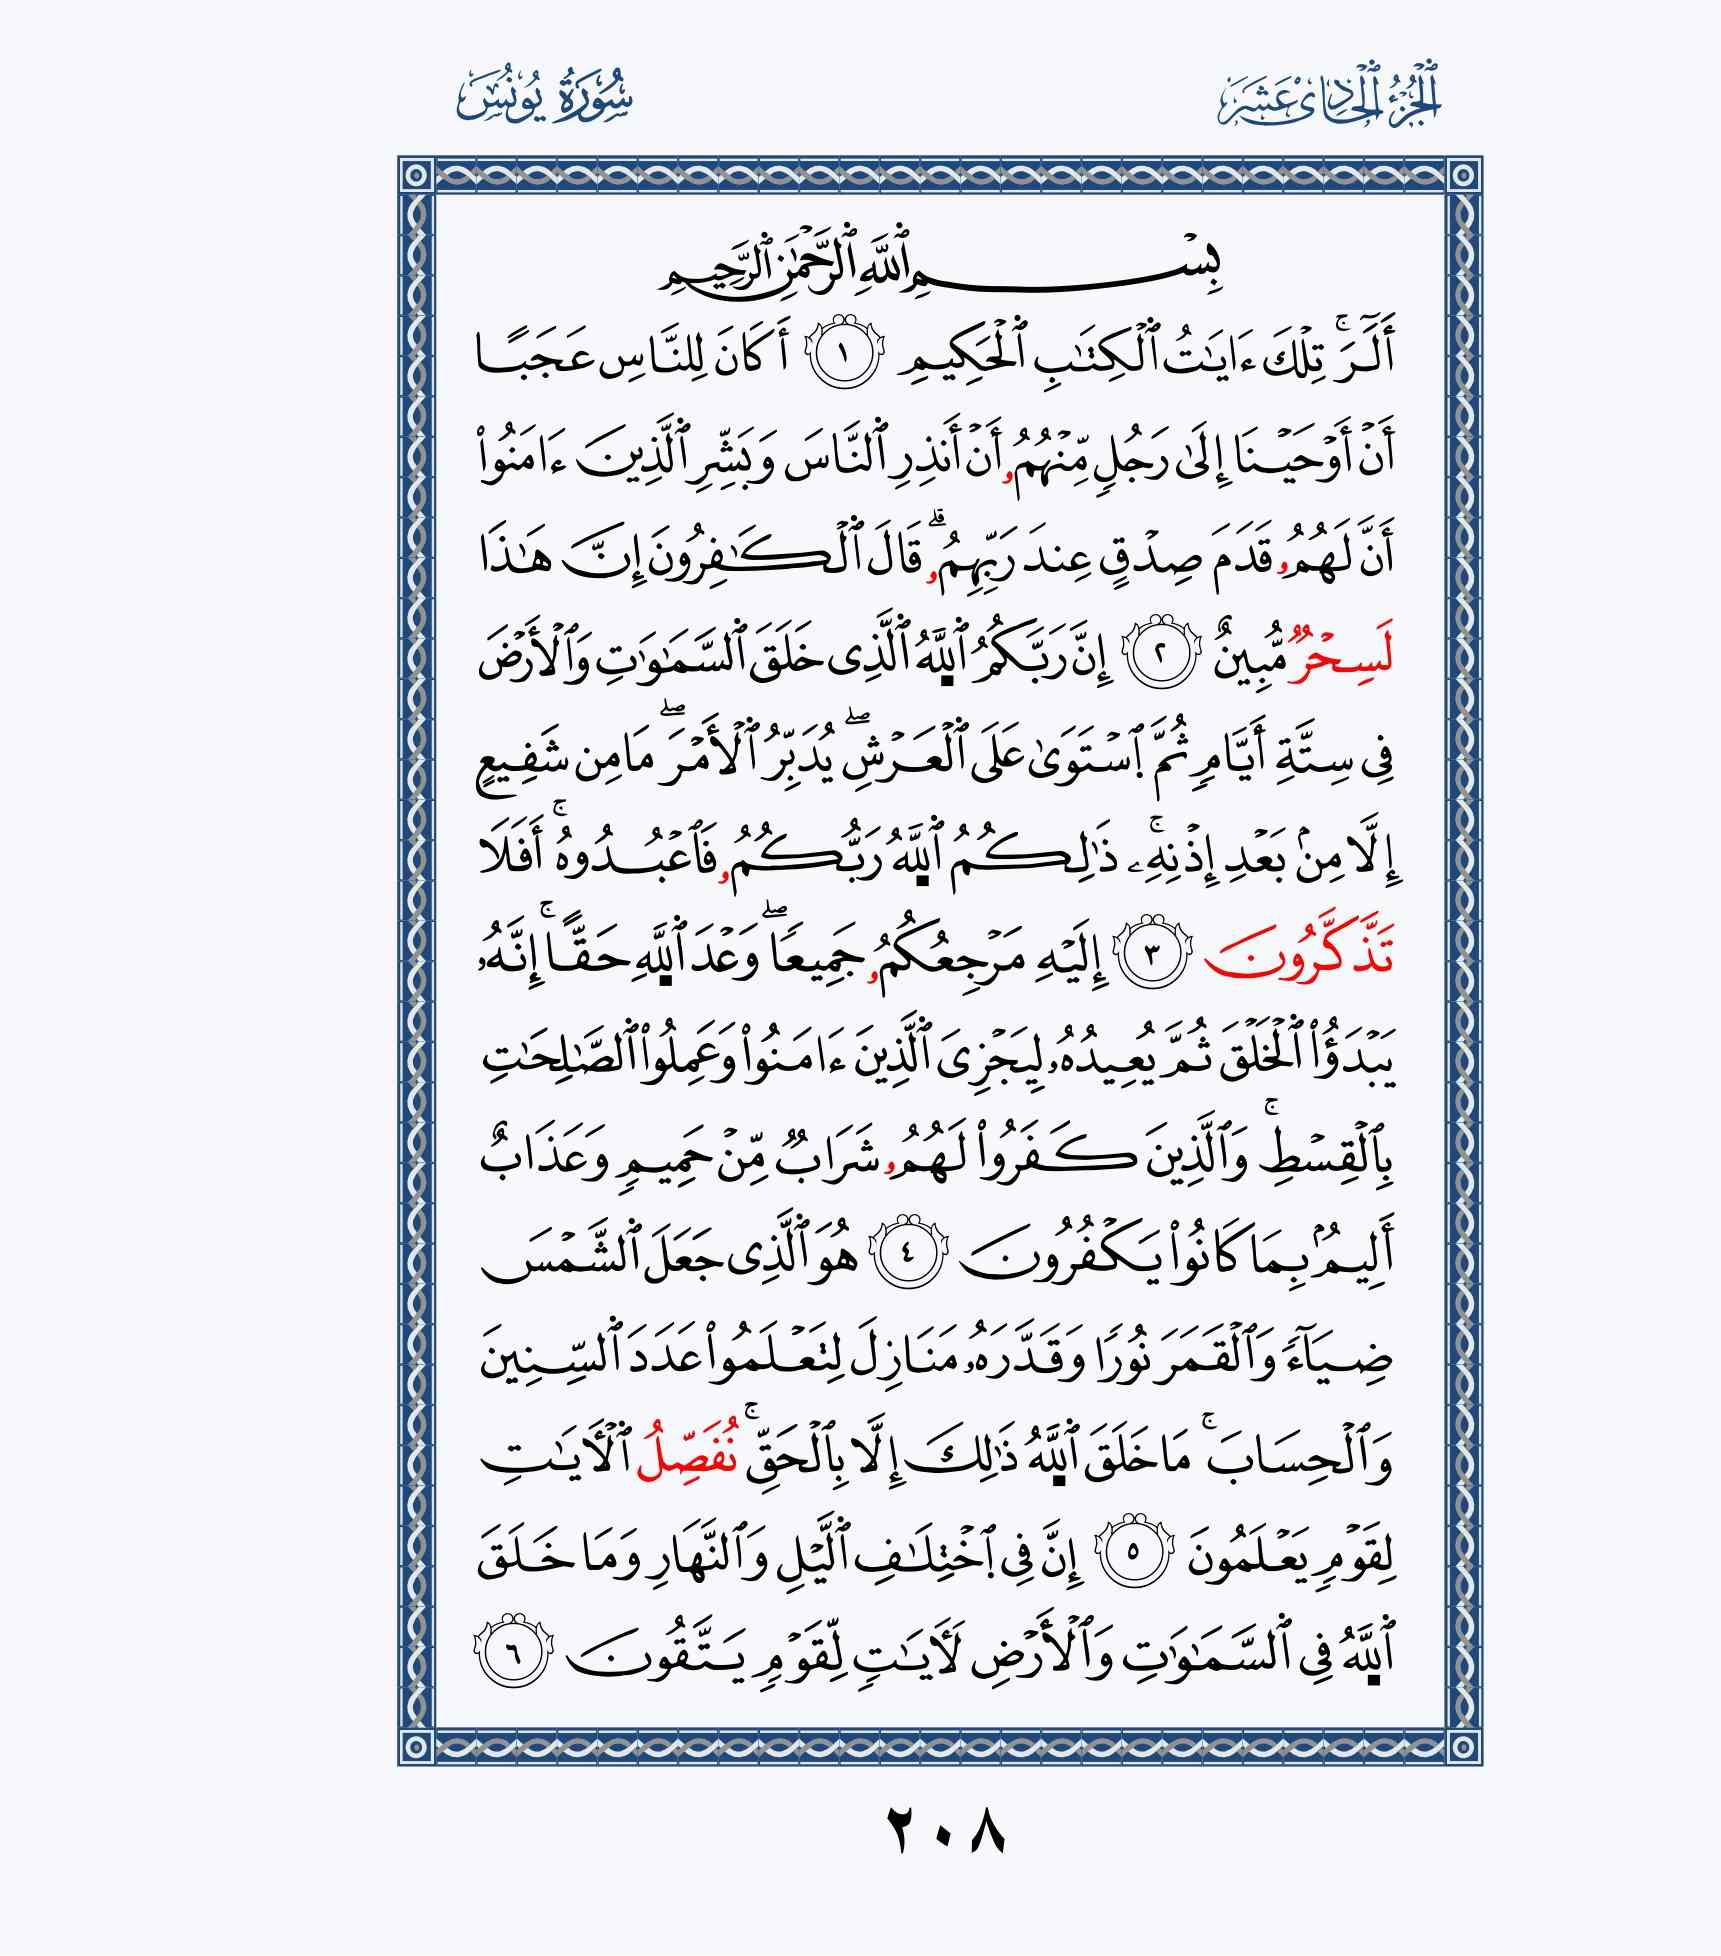 ٱلْجُزْءُ ٱلْحَادِى عَشَرَ
سُورَةُ يُونُسَ
بِسْمِ ٱللَّهِ ٱلرَّحْمَٰنِ ٱلرَّحِيمِ
أَلَٓرَۚ تِلْكَ ءَايَٰتُ ٱلْكِتَٰبِ ٱلْحَكِيمِ ١ أَكَانَ لِلنَّاسِ عَجَبًا
أَنْ أَوْحَيْنَا إِلَىٰ رَجُلٍ مِّنْهُمُۥ أَنْ أَنذِرِ ٱلنَّاسَ وَبَشِّرِ ٱلَّذِينَ ءَامَنُوا۟
أَنَّ لَهُمُۥ قَدَمَ صِدْقٍ عِندَ رَبِّهِمُۥۗ قَالَ ٱلْكَٰفِرُونَ إِنَّ هَٰذَا
لَسِحْرٌ مُّبِينٌ ٢ إِنَّ رَبَّكُمُ ٱللَّهُ ٱلَّذِى خَلَقَ ٱلسَّمَٰوَٰتِ وَٱلْأَرْضَ
فِى سِتَّةِ أَيَّامٍ ثُمَّ ٱسْتَوَىٰ عَلَى ٱلْعَرْشِۖ يُدَبِّرُ ٱلْأَمْرَۖ مَا مِن شَفِيعٍ
إِلَّا مِنۢ بَعْدِ إِذْنِهِۦۚ ذَٰلِكُمُ ٱللَّهُ رَبُّكُمُۥ فَٱعْبُدُوهُۚ أَفَلَا
تَذَّكَّرُونَ ٣ إِلَيْهِ مَرْجِعُكُمُۥ جَمِيعًاۖ وَعْدَ ٱللَّهِ حَقًّاۚ إِنَّهُۥ
يَبْدَؤُا۟ ٱلْخَلْقَ ثُمَّ يُعِيدُهُۥ لِيَجْزِىَ ٱلَّذِينَ ءَامَنُوا۟ وَعَمِلُوا۟ ٱلصَّٰلِحَٰتِ
بِٱلْقِسْطِۚ وَٱلَّذِينَ كَفَرُوا۟ لَهُمُۥ شَرَابٌ مِّنْ حَمِيمٍ وَعَذَابٌ
أَلِيمٌۢ بِمَا كَانُوا۟ يَكْفُرُونَ ٤ هُوَ ٱلَّذِى جَعَلَ ٱلشَّمْسَ
ضِيَآءً وَٱلْقَمَرَ نُورًا وَقَدَّرَهُۥ مَنَازِلَ لِتَعْلَمُوا۟ عَدَدَ ٱلسِّنِينَ
وَٱلْحِسَابَۚ مَا خَلَقَ ٱللَّهُ ذَٰلِكَ إِلَّا بِٱلْحَقِّۚ نُفَصِّلُ ٱلْأَيَٰتِ
لِقَوْمٍ يَعْلَمُونَ ٥ إِنَّ فِى ٱخْتِلَٰفِ ٱلَّيْلِ وَٱلنَّهَارِ وَمَا خَلَقَ
ٱللَّهُ فِى ٱلسَّمَٰوَٰتِ وَٱلْأَرْضِ لَأَيَٰتٍ لِّقَوْمٍ يَتَّقُونَ ٦
٢٠٨